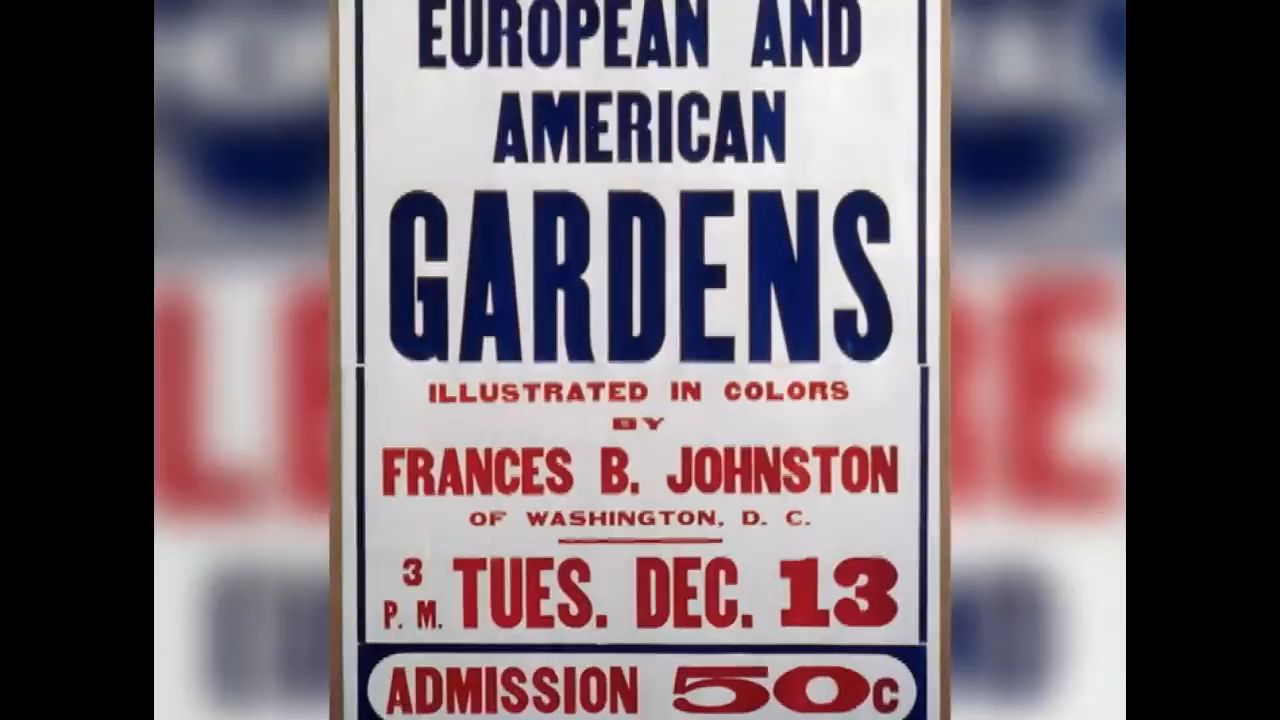 EUROPEAN AND
AMERICAN
GARDENS
ILLUSTRATED IN COLORS
BY
FRANCES B. JOHNSTON
OF WASHINGTON, D. C.
3 P. M. TUES. DEC. 13
ADMISSION 50c